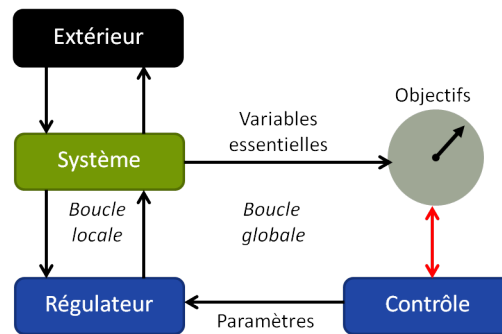 Extérieur
Objectifs
Variables
essentielles
Système
Boucle
locale
Boucle
globale
Régulateur
Paramètres
Contrôle